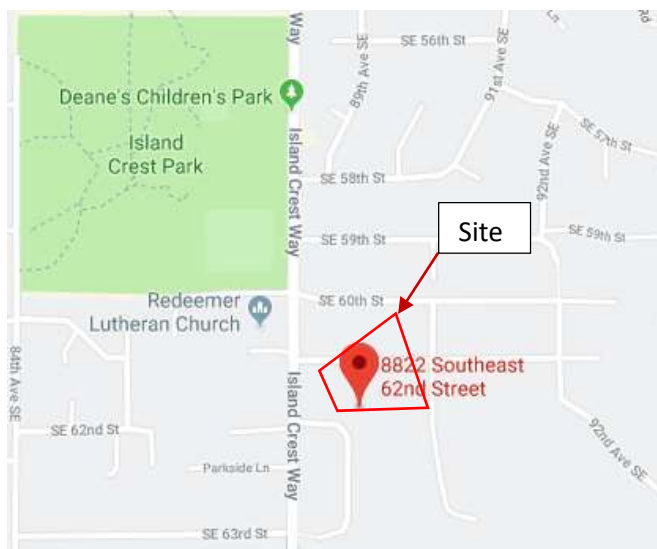 Way
SE 56th St
89th Ave SE
91st Ave SE
Ln
Rd
Deane's Children's Park
Island
Crest Park
Island Crest Way
SE 57th St
92nd Ave SE
SE 58th St
SE 59th St
Site
SE 59th St
Redeemer
Lutheran Church
SE 60th St
84th Ave SE
8822 Southeast
62nd Street
Island Crest Way
SE 62nd St
92nd Ave SE
Parkside Ln
SE 63rd St